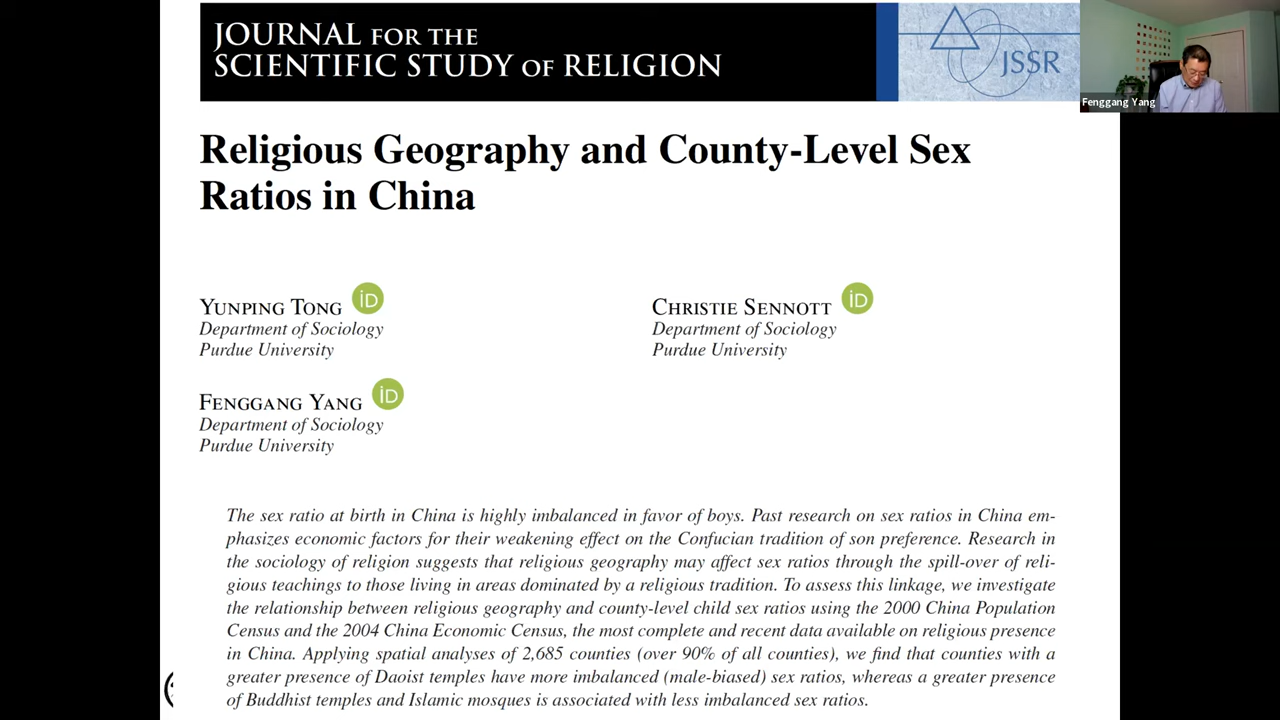 JOURNAL FOR THE
SCIENTIFIC STUDY OF RELIGION
JSSR
Fenggang Yang
Religious Geography and County-Level Sex
Ratios in China
YUNPING TONG iD
Department of Sociology
Purdue University
CHRISTIE SENNOTT iD
Department of Sociology
Purdue University
FENGGANG YANG iD
Department of Sociology
Purdue University
The sex ratio at birth in China is highly imbalanced in favor of boys. Past research on sex ratios in China em-
phasizes economic factors for their weakening effect on the Confucian tradition of son preference. Research in
the sociology of religion suggests that religious geography may affect sex ratios through the spill-over of reli-
gious teachings to those living in areas dominated by a religious tradition. To assess this linkage, we investigate
the relationship between religious geography and county-level child sex ratios using the 2000 China Population
Census and the 2004 China Economic Census, the most complete and recent data available on religious presence
in China. Applying spatial analyses of 2,685 counties (over 90% of all counties), we find that counties with a
greater presence of Daoist temples have more imbalanced (male-biased) sex ratios, whereas a greater presence
of Buddhist temples and Islamic mosques is associated with less imbalanced sex ratios.